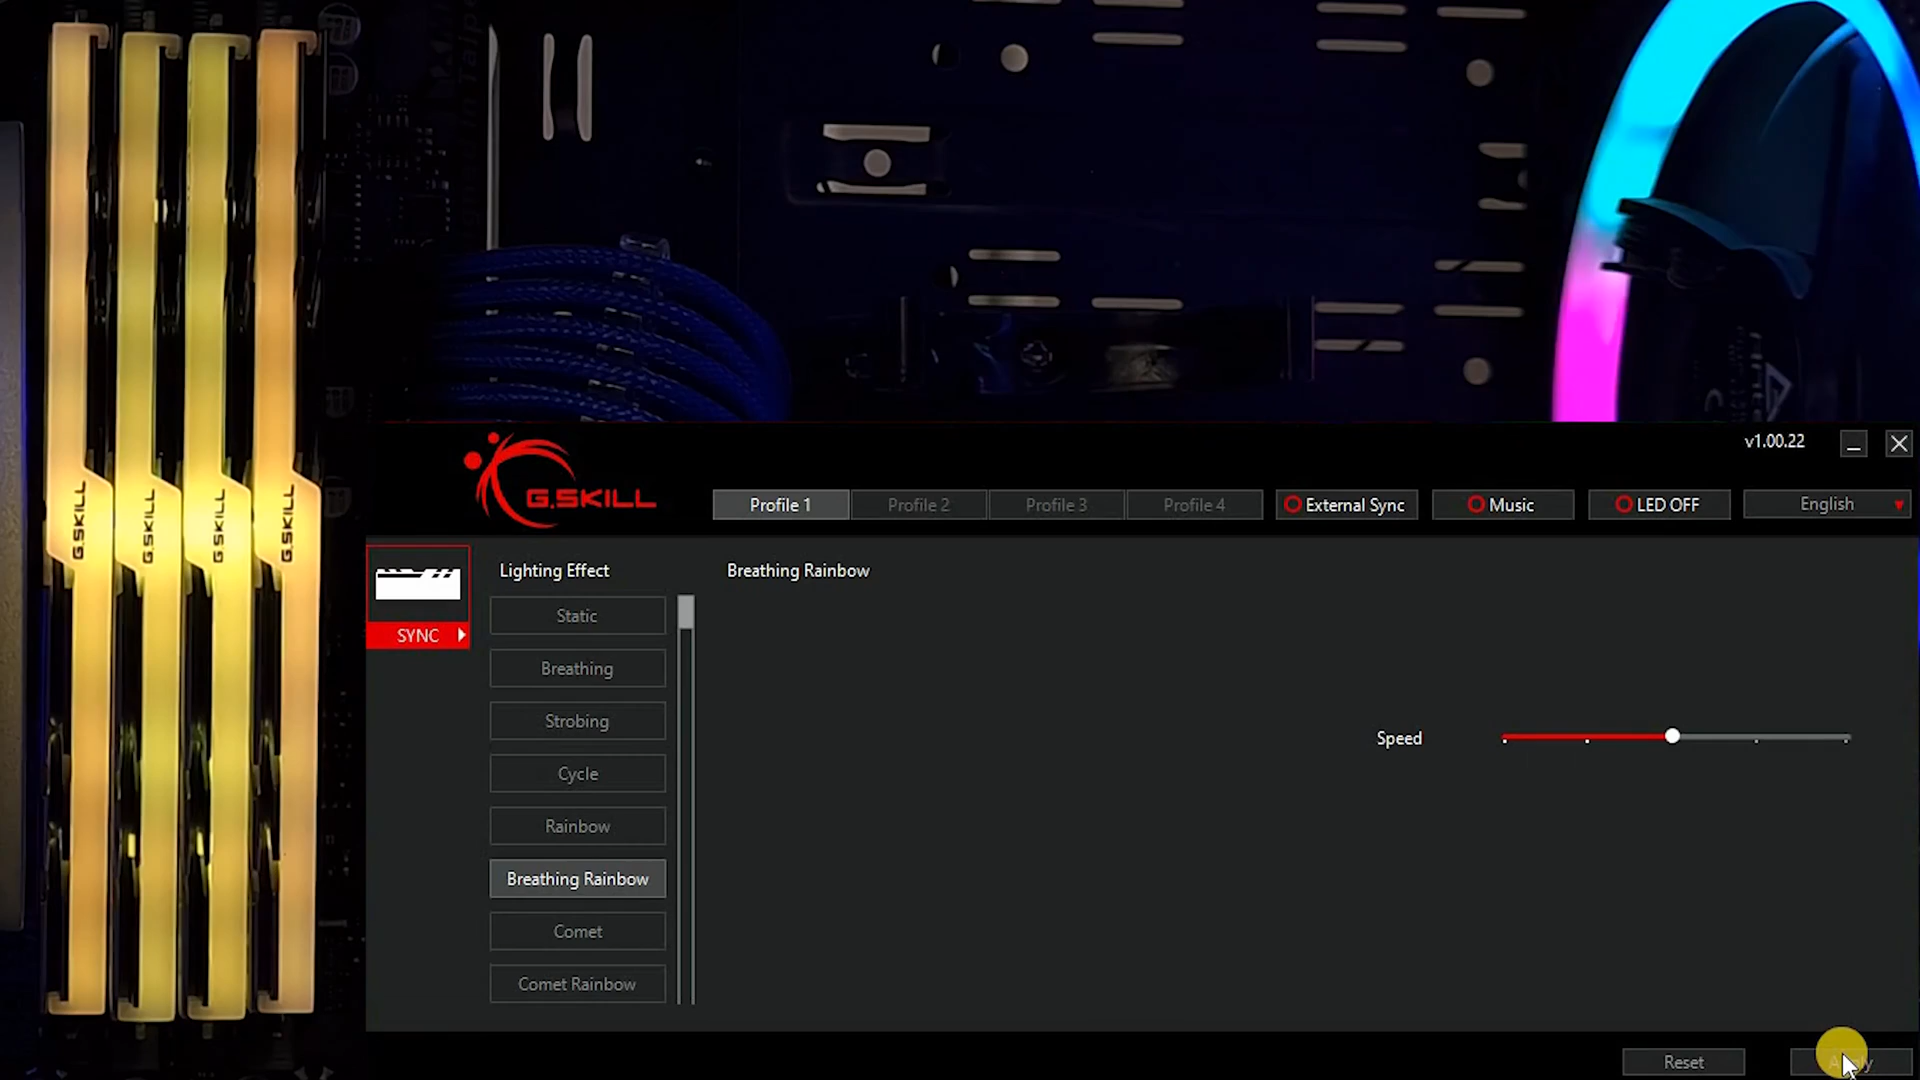 G.SKILL G.SKILL G.SKILL G.SKILL
v1.00.22
G.SKILL
Profile 1 Profile 2 Profile 3 Profile 4 External Sync Music LED OFF English
Lighting Effect Breathing Rainbow
SYNC
Static
Breathing
Strobing
Speed
Cycle
Rainbow
Breathing Rainbow
Comet
Comet Rainbow
Reset